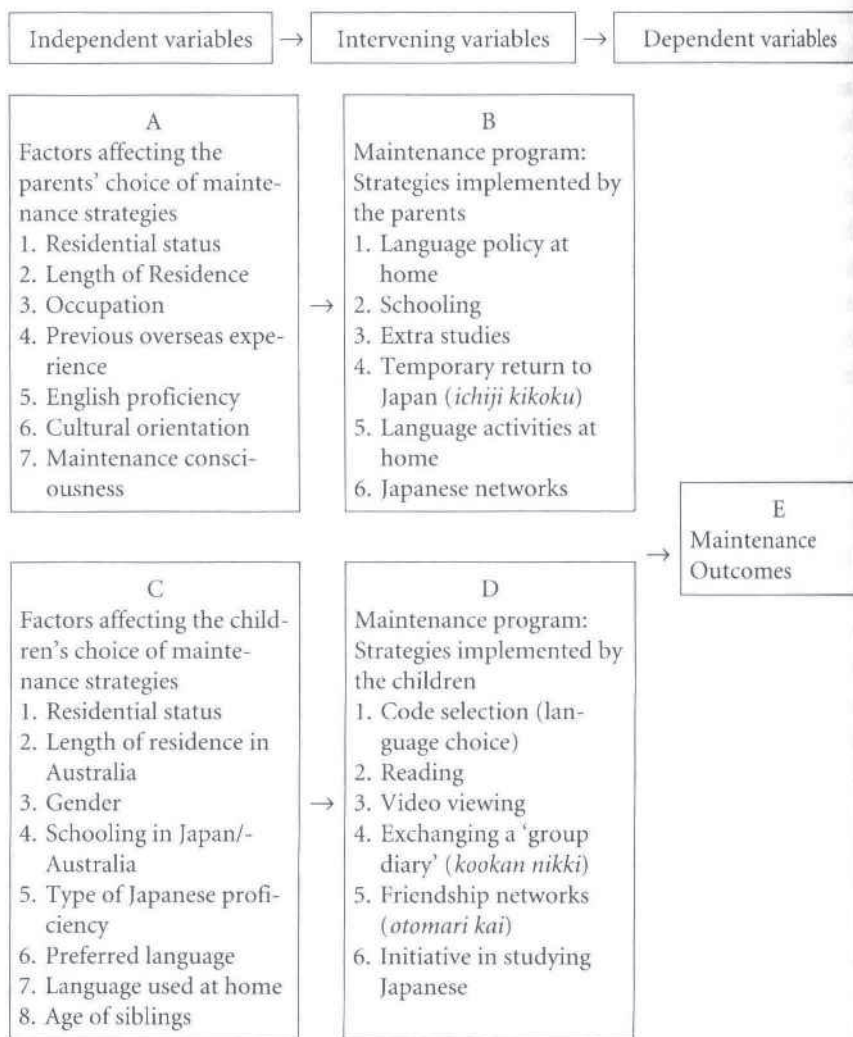 Independent variables → Intervening variables → Dependent variables
A
Factors affecting the
parents' choice of mainte-
nance strategies
1. Residential status
2. Length of Residence
3. Occupation
4. Previous overseas expe-
rience
5. English proficiency
6. Cultural orientation
7. Maintenance consci-
ousness
→
B
Maintenance program:
Strategies implemented by
the parents
1. Language policy at
home
2. Schooling
3. Extra studies
4. Temporary return to
Japan (ichiji kikoku)
5. Language activities at
home
6. Japanese networks
C
Factors affecting the child-
ren's choice of mainte-
nance strategies
1. Residential status
2. Length of residence in
Australia
3. Gender
4. Schooling in Japan/-
Australia
5. Type of Japanese profi-
ciency
6. Preferred language
7. Language used at home
8. Age of siblings
→
D
Maintenance program:
Strategies implemented by
the children
1. Code selection (lan-
guage choice)
2. Reading
3. Video viewing
4. Exchanging a 'group
diary' (kookan nikki)
5. Friendship networks
(otomari kai)
6. Initiative in studying
Japanese
→
E
Maintenance
Outcomes